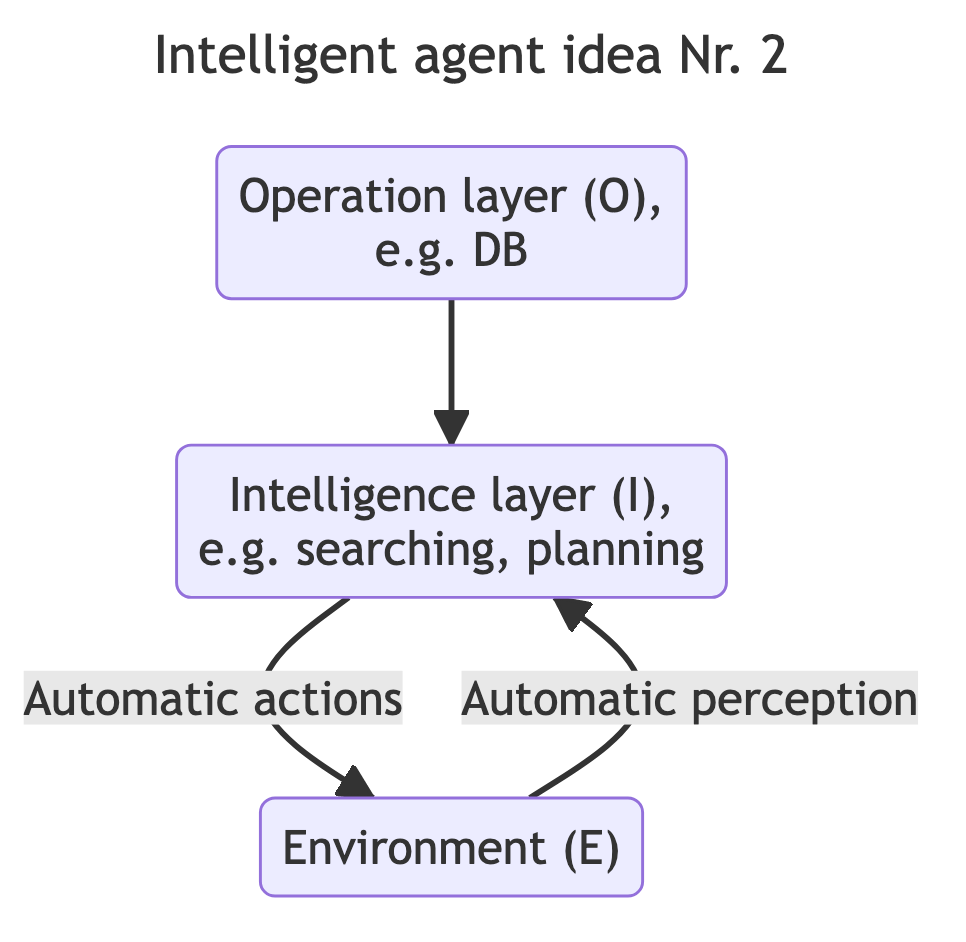 Intelligent agent idea Nr. 2
Operation layer (O),
e.g. DB
Intelligence layer (I),
e.g. searching, planning
Automatic actions
Automatic perception
Environment (E)